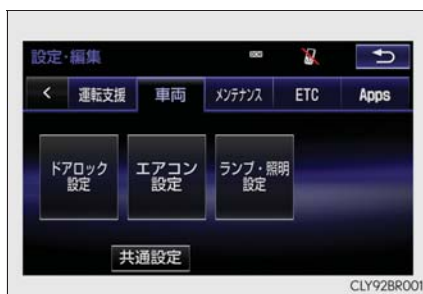 設定・編集
< 運転支援 車両 メンテナンス ETC Apps
ドアロック エアコン ランプ・照明
設定 設定 設定
共通設定
CLY92BR001